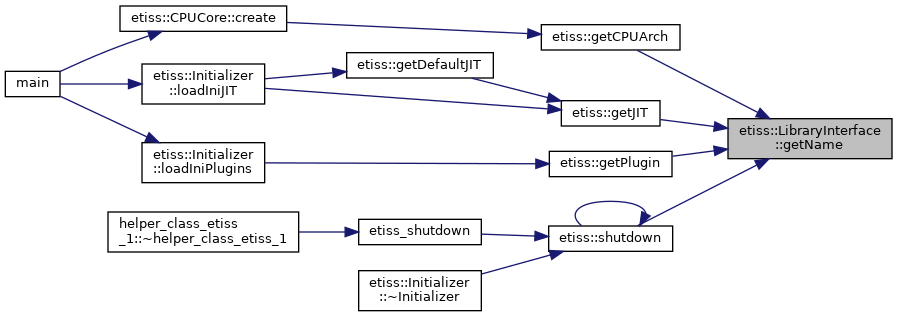 etiss::CPUCore::create
etiss::getCPUArch
main
etiss::Initializer
::loadIniJIT
etiss::getDefaultJIT
etiss::getJIT
etiss::LibraryInterface
::getName
etiss::Initializer
::loadIniPlugins
etiss::getPlugin
helper_class_etiss
_1::~helper_class_etiss_1
etiss_shutdown
etiss::shutdown
etiss::Initializer
::~Initializer